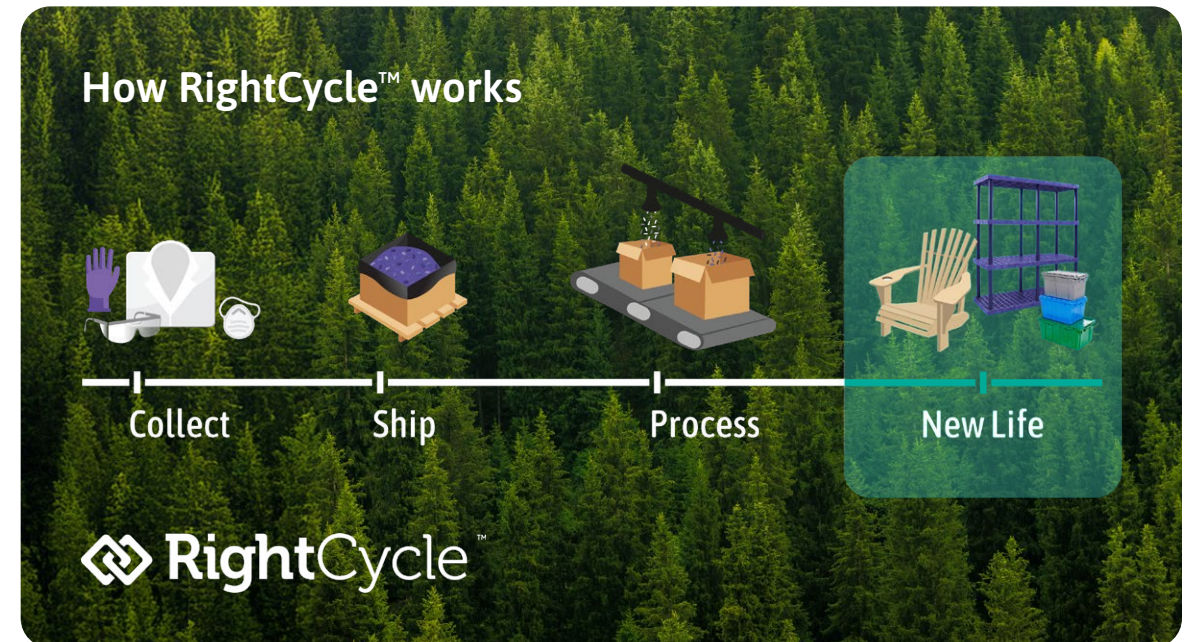 How RightCycle™ works
Collect
Ship
Process
New Life
RightCycle™